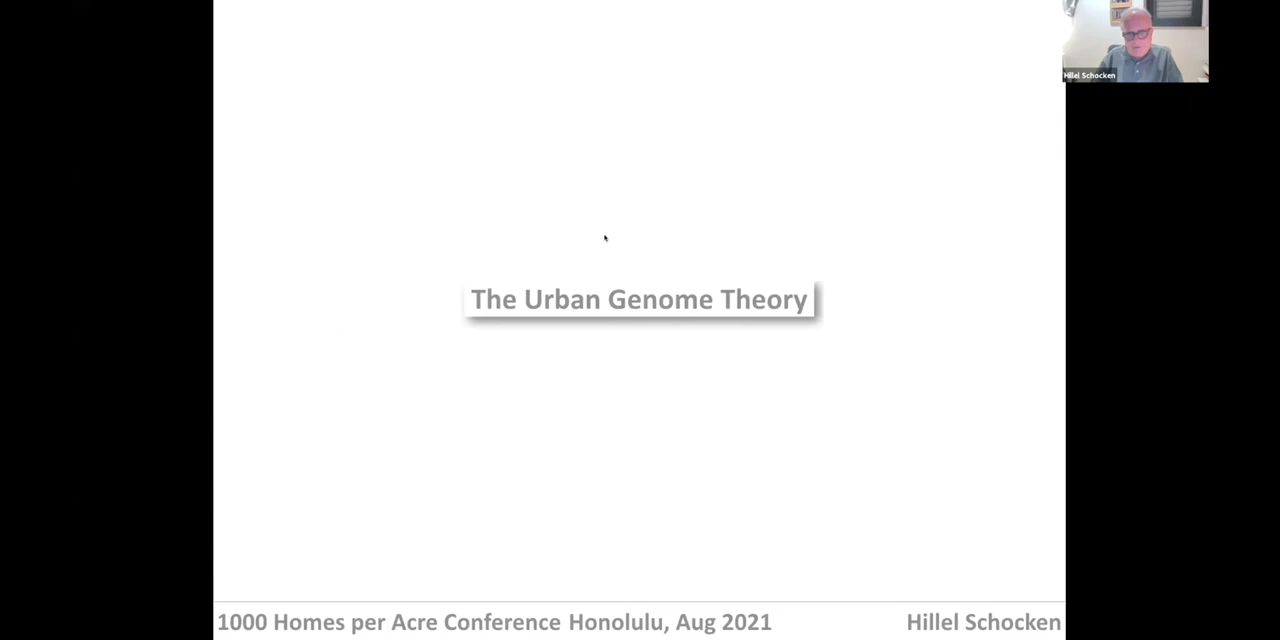 Hillel Schocken
The Urban Genome Theory
1000 Homes per Acre Conference Honolulu, Aug 2021
Hillel Schocken